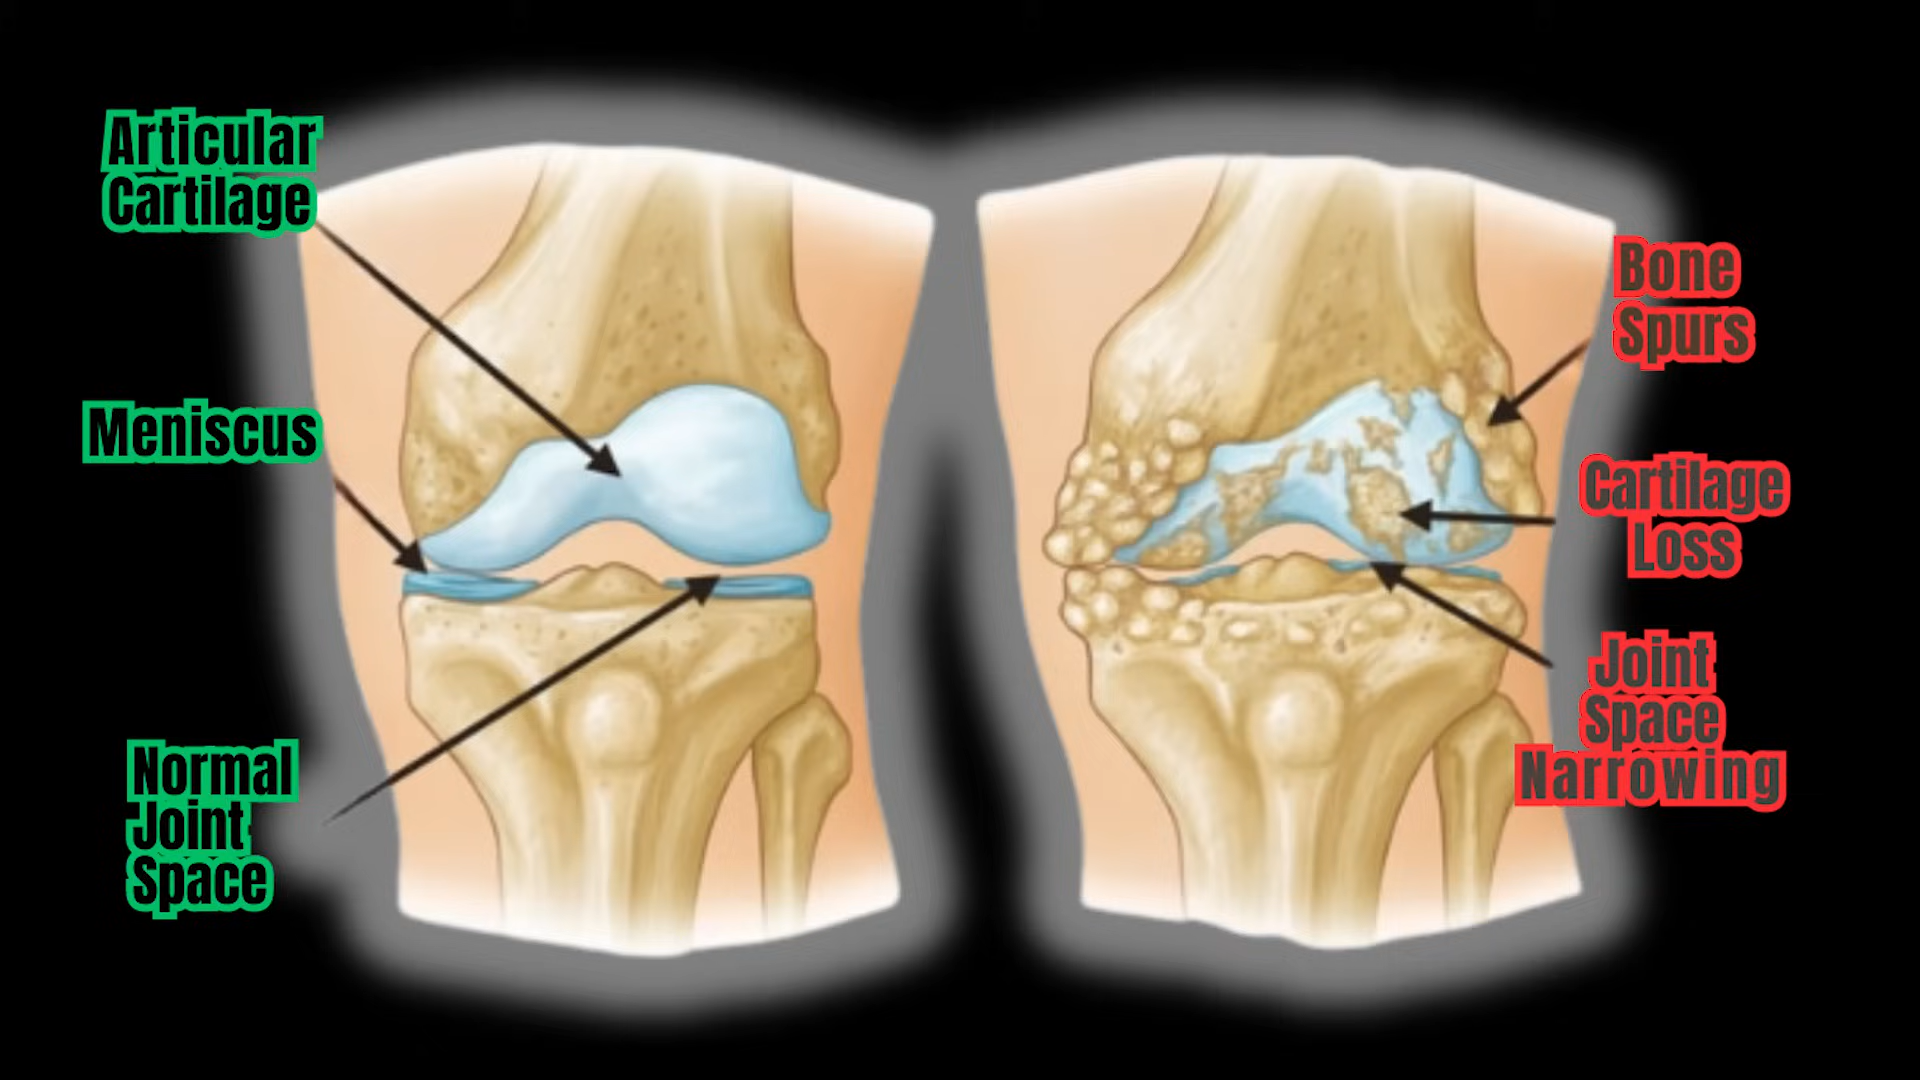 Articular
Cartilage
Meniscus
Normal
Joint
Space
Bone
Spurs
Cartilage
Loss
Joint
Space
Narrowing